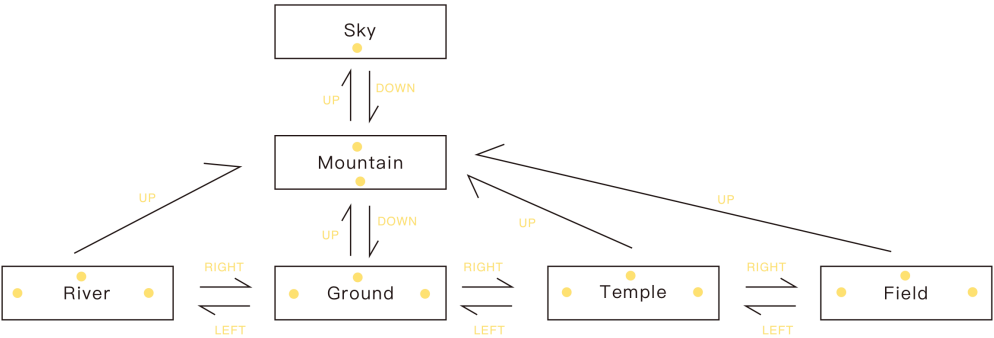 Sky
UP
DOWN
Mountain
UP
UP
DOWN
UP
UP
RIGHT
RIGHT
RIGHT
River
Ground
Temple
Field
LEFT
LEFT
LEFT